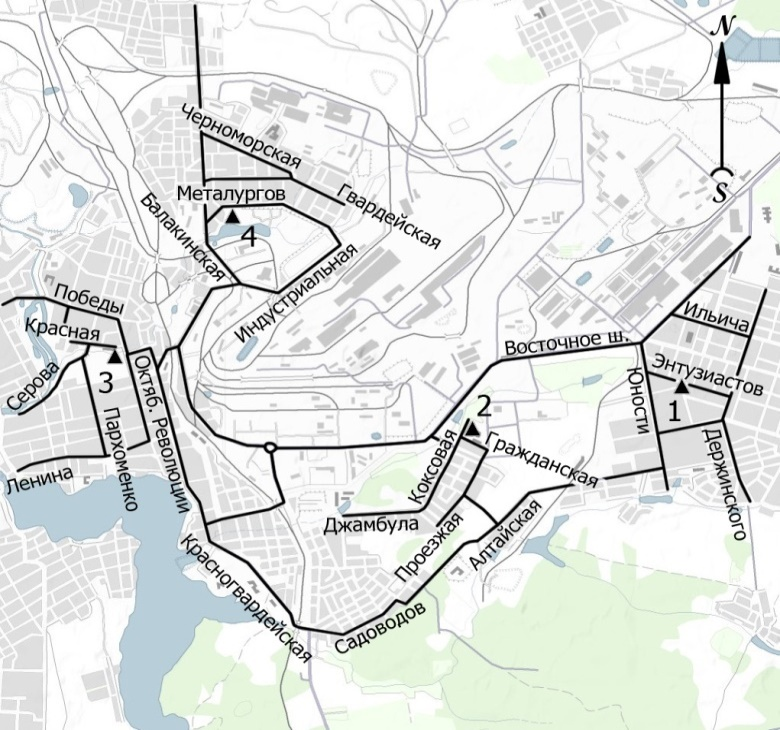 N
S
Черноморская
Гвардейская
Металургов
4
Балакинская
Индустриальная
Победы
Красная
Серова
3
Октяб. Революции
Пархоменко
Ленина
Восточное ш.
Ильича
Энтузиастов
1
Юности
Держинского
2
Гражданская
Коксовая
Джамбула
Проезжая
Алтайская
Красногвардейская
Садоводов